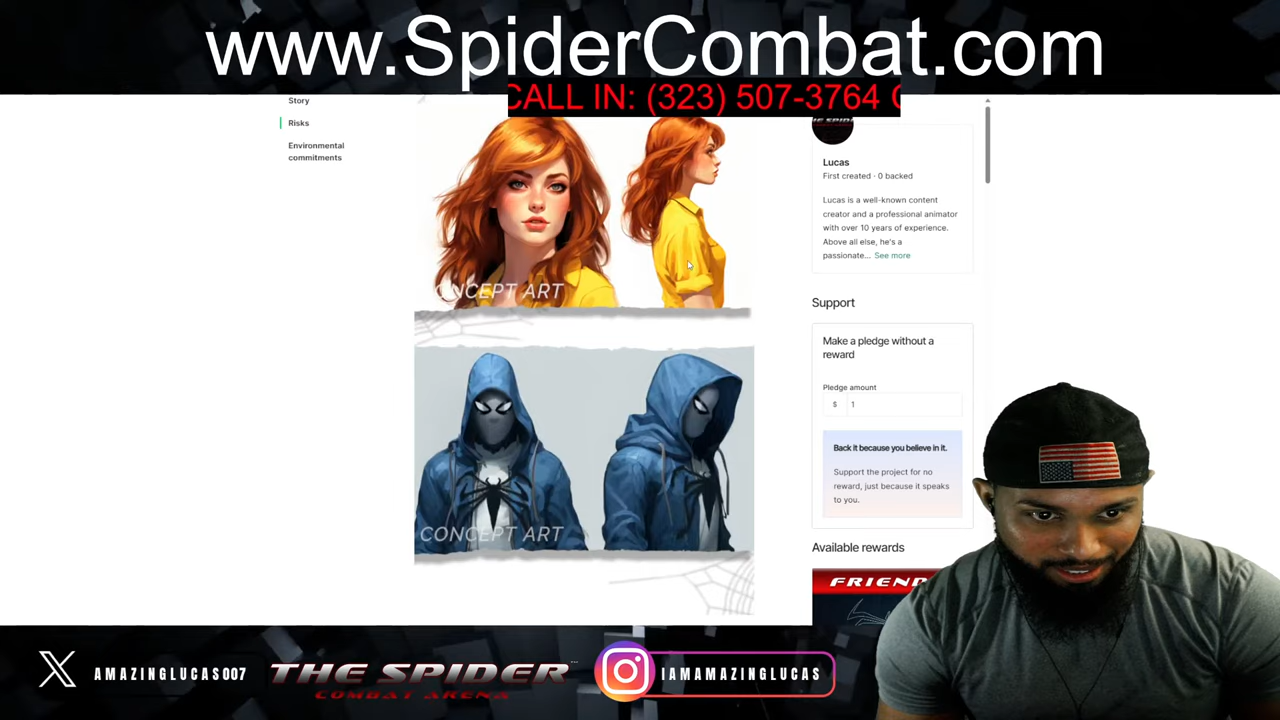 www.SpiderCombat.com
CALL IN: (323) 507-3764
Story
Risks
Environmental
commitments
CONCEPT ART
CONCEPT ART
Lucas
First created · 0 backed
Lucas is a well-known content
creator and a professional animator
with over 10 years of experience.
Above all else, he's a
passionate... See more
Support
Make a pledge without a
reward
Pledge amount
$ 1
Back it because you believe in it.
Support the project for no
reward, just because it speaks
to you.
Available rewards
FRIEND
AMAZINGLUCAS007
THE SPIDER
COMBAT ARENA
IAMAMAZINGLUCAS